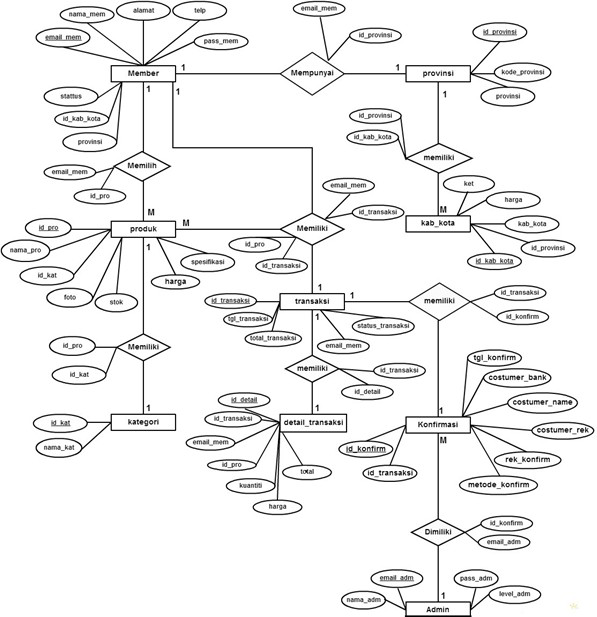 nama_mem
alamat
telp
email_mem
pass_mem
Member
stattus
id_kab_kota
provinsi
1
1
1
Mempunyai
email_mem
id_provinsi
1
provinsi
id_provinsi
kode_provinsi
provinsi
1
id_provinsi
id_kab_kota
memiliki
M
kab_kota
ket
harga
kab_kota
id_provinsi
id_kab_kota
email_mem
Memilih
id_pro
M
id_pro
produk
nama_pro
id_kat
foto
stok
harga
spesifikasi
M
1
email_mem
id_transaksi
Memiliki
id_pro
id_transaksi
1
id_transaksi
transaksi
tgl_transaksi
total_transaksi
status_transaksi
email_mem
1
1
memiliki
id_transaksi
id_konfirm
id_pro
Memiliki
id_kat
1
id_kat
kategori
nama_kat
memiliki
id_transaksi
id_detail
1
id_detail
id_transaksi
detail_transaksi
email_mem
id_pro
kuantiti
harga
total
1
tgl_konfirm
costumer_bank
costumer_name
Konfirmasi
costumer_rek
id_konfirm
id_transaksi
rek_konfirm
metode_konfirm
M
Dimiliki
id_konfirm
email_adm
1
email_adm
pass_adm
nama_adm
level_adm
Admin